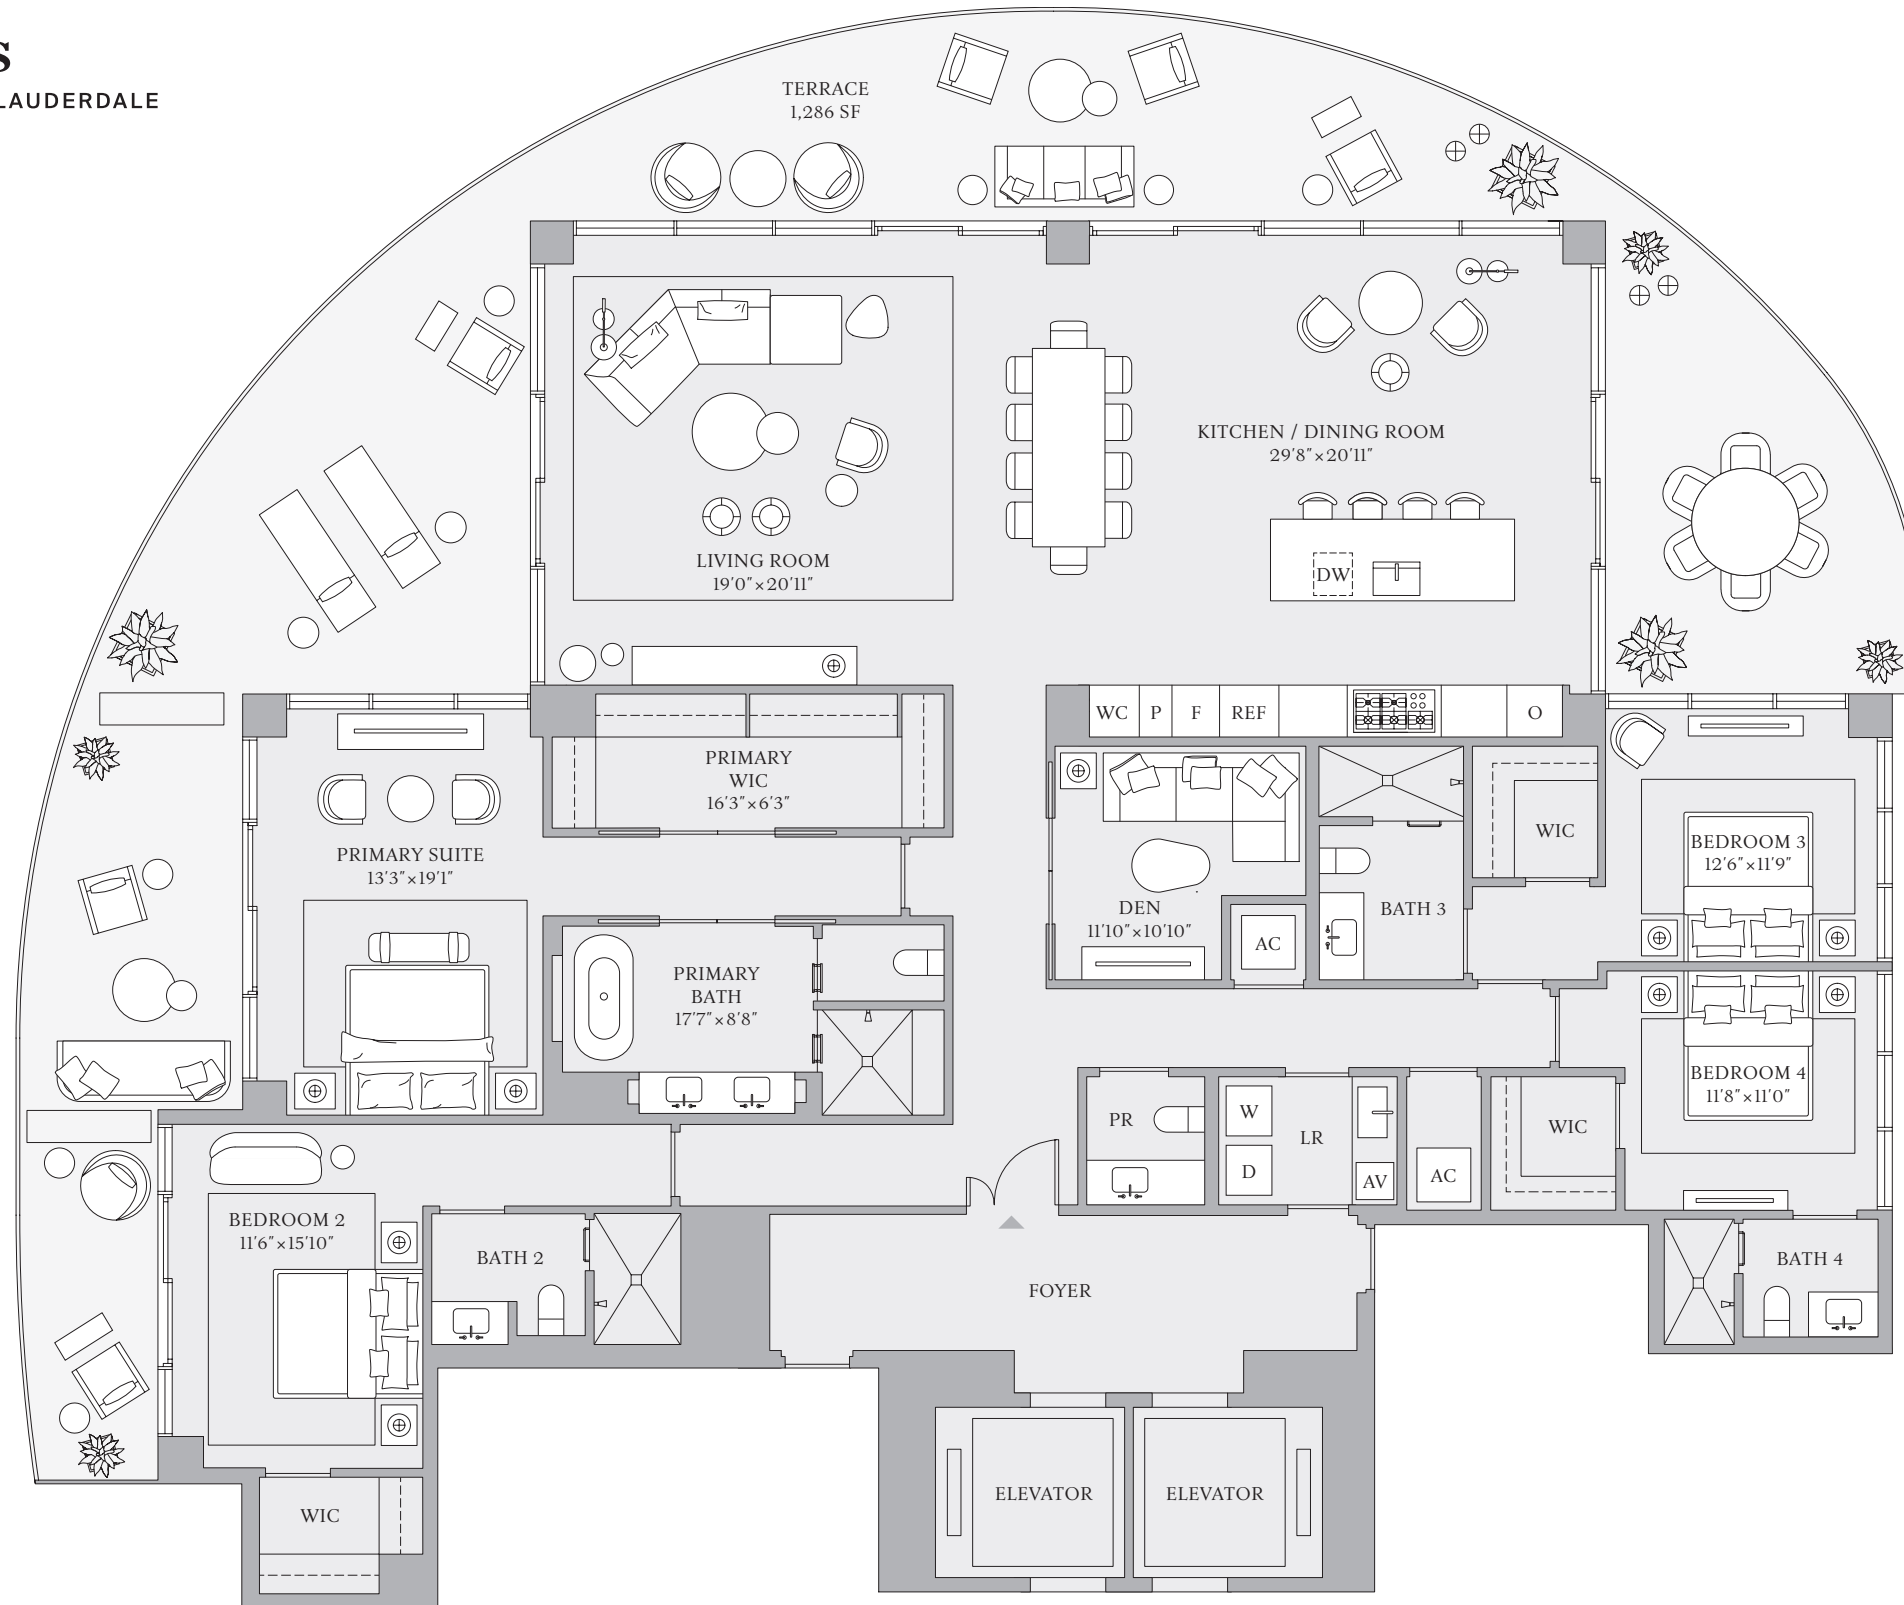 S
LAUDERDALE
TERRACE
1,286 SF
KITCHEN / DINING ROOM
29'8"×20'11"
LIVING ROOM
19'0"×20'11"
DW
WC
P
F
REF
O
PRIMARY
WIC
16'3"×6'3"
WIC
BEDROOM 3
12'6"×11'9"
PRIMARY SUITE
13'3"×19'1"
DEN
11'10"×10'10"
BATH 3
AC
PRIMARY
BATH
17'7"×8'8"
BEDROOM 4
11'8"×11'0"
PR
W
D
LR
AV
AC
WIC
BEDROOM 2
11'6"×15'10"
BATH 2
FOYER
BATH 4
ELEVATOR
ELEVATOR
WIC